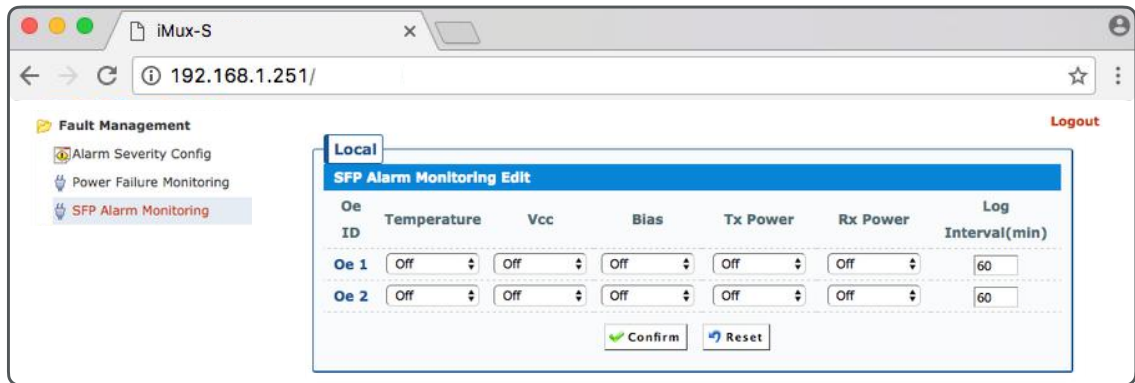 iMux-S
192.168.1.251/
Fault Management
Alarm Severity Config
Power Failure Monitoring
SFP Alarm Monitoring
Logout
Local
SFP Alarm Monitoring Edit
Oe ID Temperature Vcc Bias Tx Power Rx Power Log Interval(min)
Oe 1 Off Off Off Off Off 60
Oe 2 Off Off Off Off Off 60
Confirm Reset